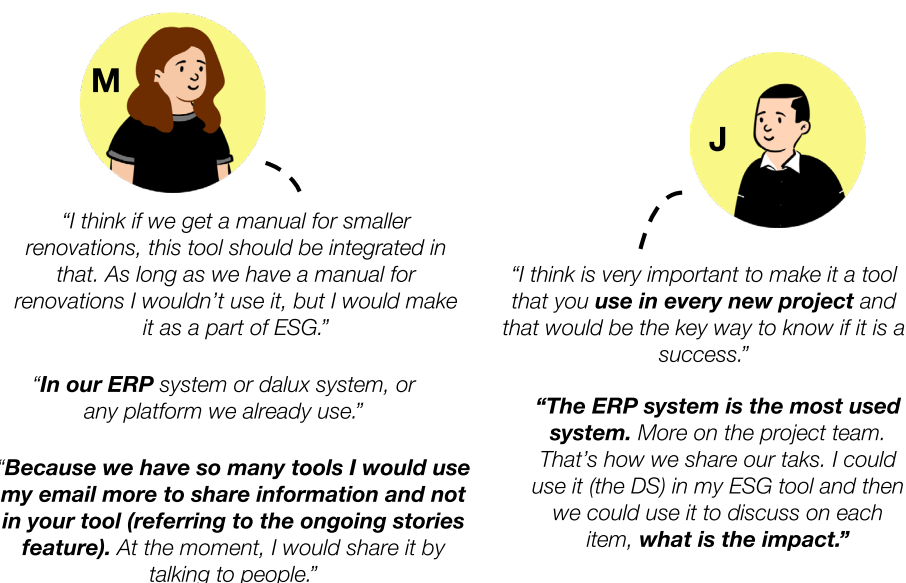 M
“I think if we get a manual for smaller
renovations, this tool should be integrated in
that. As long as we have a manual for
renovations I wouldn’t use it, but I would make
it as a part of ESG.”
“In our ERP system or dalux system, or
any platform we already use.”
“Because we have so many tools I would use
my email more to share information and not
in your tool (referring to the ongoing stories
feature). At the moment, I would share it by
talking to people.”
J
“I think is very important to make it a tool
that you use in every new project and
that would be the key way to know if it is a
success.”
“The ERP system is the most used
system. More on the project team.
That’s how we share our taks. I could
use it (the DS) in my ESG tool and then
we could use it to discuss on each
item, what is the impact.”